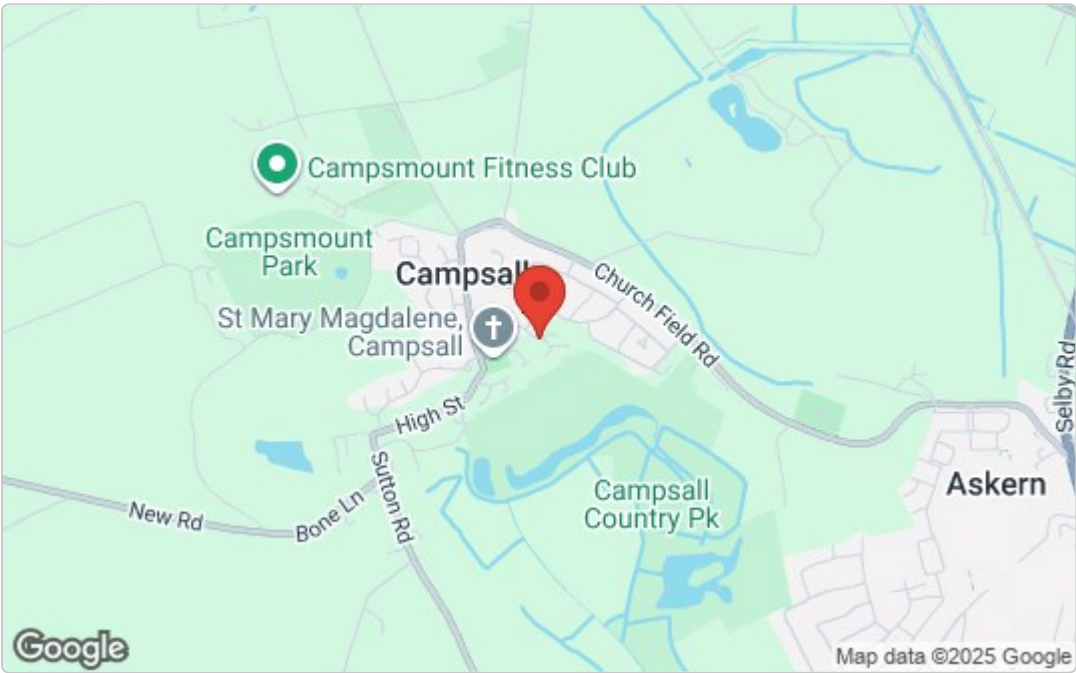 Campsmount Fitness Club
Campsmount
Park
Campsall
Church Field Rd
St Mary Magdalene,
Campsall
High St
Selby Rd
Sutton Rd
Bone Ln
New Rd
Campsall
Country Pk
Askern
Google
Map data ©2025 Google